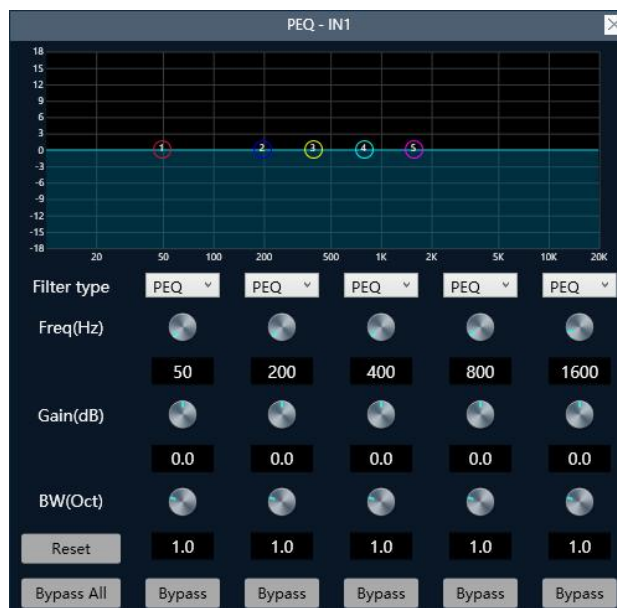 PEQ - IN1
18
15
12
9
6
3
0
-3
-6
-9
-12
-15
-18
1 2 3 4 5
20 50 100 200 500 1K 2K 5K 10K 20K
Filter type PEQ PEQ PEQ PEQ PEQ
Freq(Hz)
50 200 400 800 1600
Gain(dB)
0.0 0.0 0.0 0.0 0.0
BW(Oct)
Reset 1.0 1.0 1.0 1.0 1.0
Bypass All Bypass Bypass Bypass Bypass Bypass